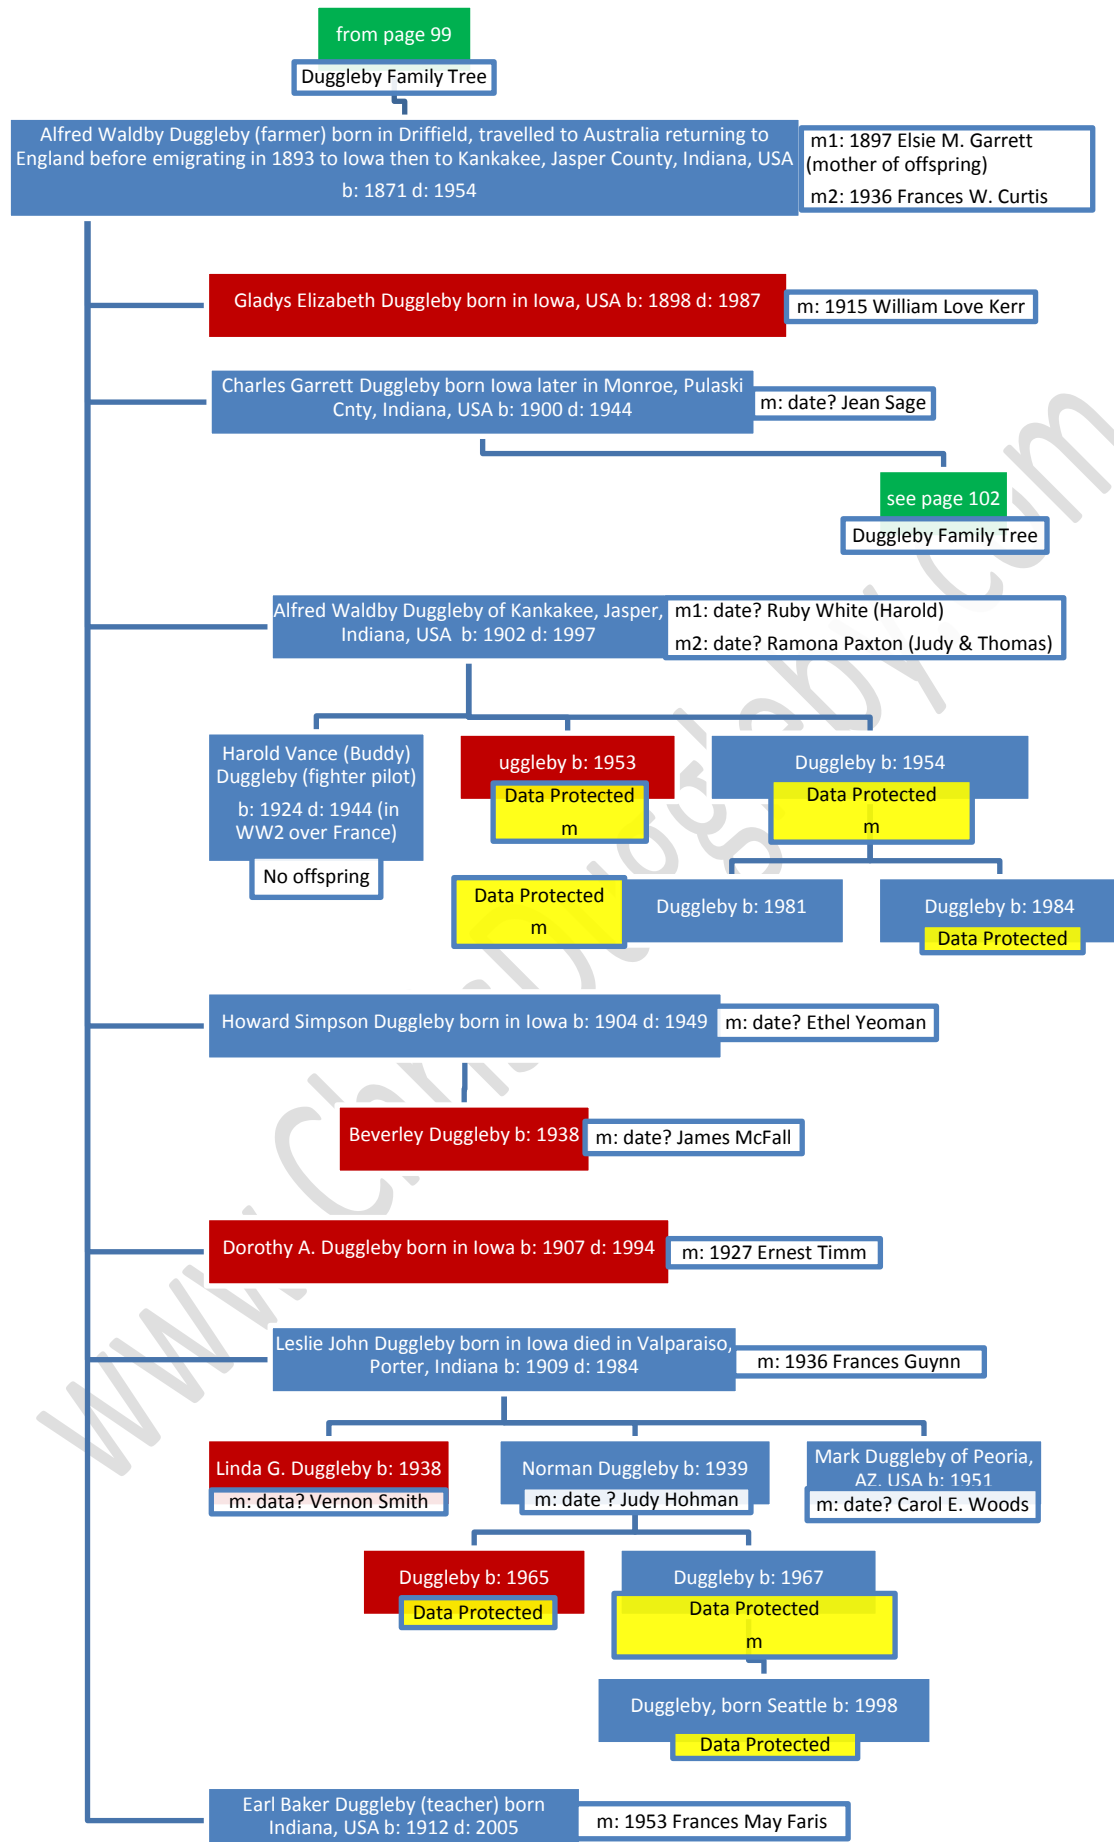 from page 99
Duggleby Family Tree
Alfred Waldby Duggleby (farmer) born in Driffield, travelled to Australia returning to
England before emigrating in 1893 to Iowa then to Kankakee, Jasper County, Indiana, USA
b: 1871 d: 1954
m1: 1897 Elsie M. Garrett
(mother of offspring)
m2: 1936 Frances W. Curtis
Gladys Elizabeth Duggleby born in Iowa, USA b: 1898 d: 1987
m: 1915 William Love Kerr
Charles Garrett Duggleby born Iowa later in Monroe, Pulaski
Cnty, Indiana, USA b: 1900 d: 1944
m: date? Jean Sage
see page 102
Duggleby Family Tree
Alfred Waldby Duggleby of Kankakee, Jasper,
Indiana, USA b: 1902 d: 1997
m1: date? Ruby White (Harold)
m2: date? Ramona Paxton (Judy & Thomas)
Harold Vance (Buddy)
Duggleby (fighter pilot)
b: 1924 d: 1944 (in
WW2 over France)
No offspring
uggleby b: 1953
Data Protected
m
Duggleby b: 1954
Data Protected
m
Data Protected
m
Duggleby b: 1981
Duggleby b: 1984
Data Protected
Howard Simpson Duggleby born in Iowa b: 1904 d: 1949
m: date? Ethel Yeoman
Beverley Duggleby b: 1938
m: date? James McFall
Dorothy A. Duggleby born in Iowa b: 1907 d: 1994
m: 1927 Ernest Timm
Leslie John Duggleby born in Iowa died in Valparaiso,
Porter, Indiana b: 1909 d: 1984
m: 1936 Frances Guynn
Linda G. Duggleby b: 1938
m: data? Vernon Smith
Norman Duggleby b: 1939
m: date ? Judy Hohman
Mark Duggleby of Peoria,
AZ. USA b: 1951
m: date? Carol E. Woods
Duggleby b: 1965
Data Protected
Duggleby b: 1967
Data Protected
m
Duggleby, born Seattle b: 1998
Data Protected
Earl Baker Duggleby (teacher) born
Indiana, USA b: 1912 d: 2005
m: 1953 Frances May Faris
www.ChrisDuggleby.com